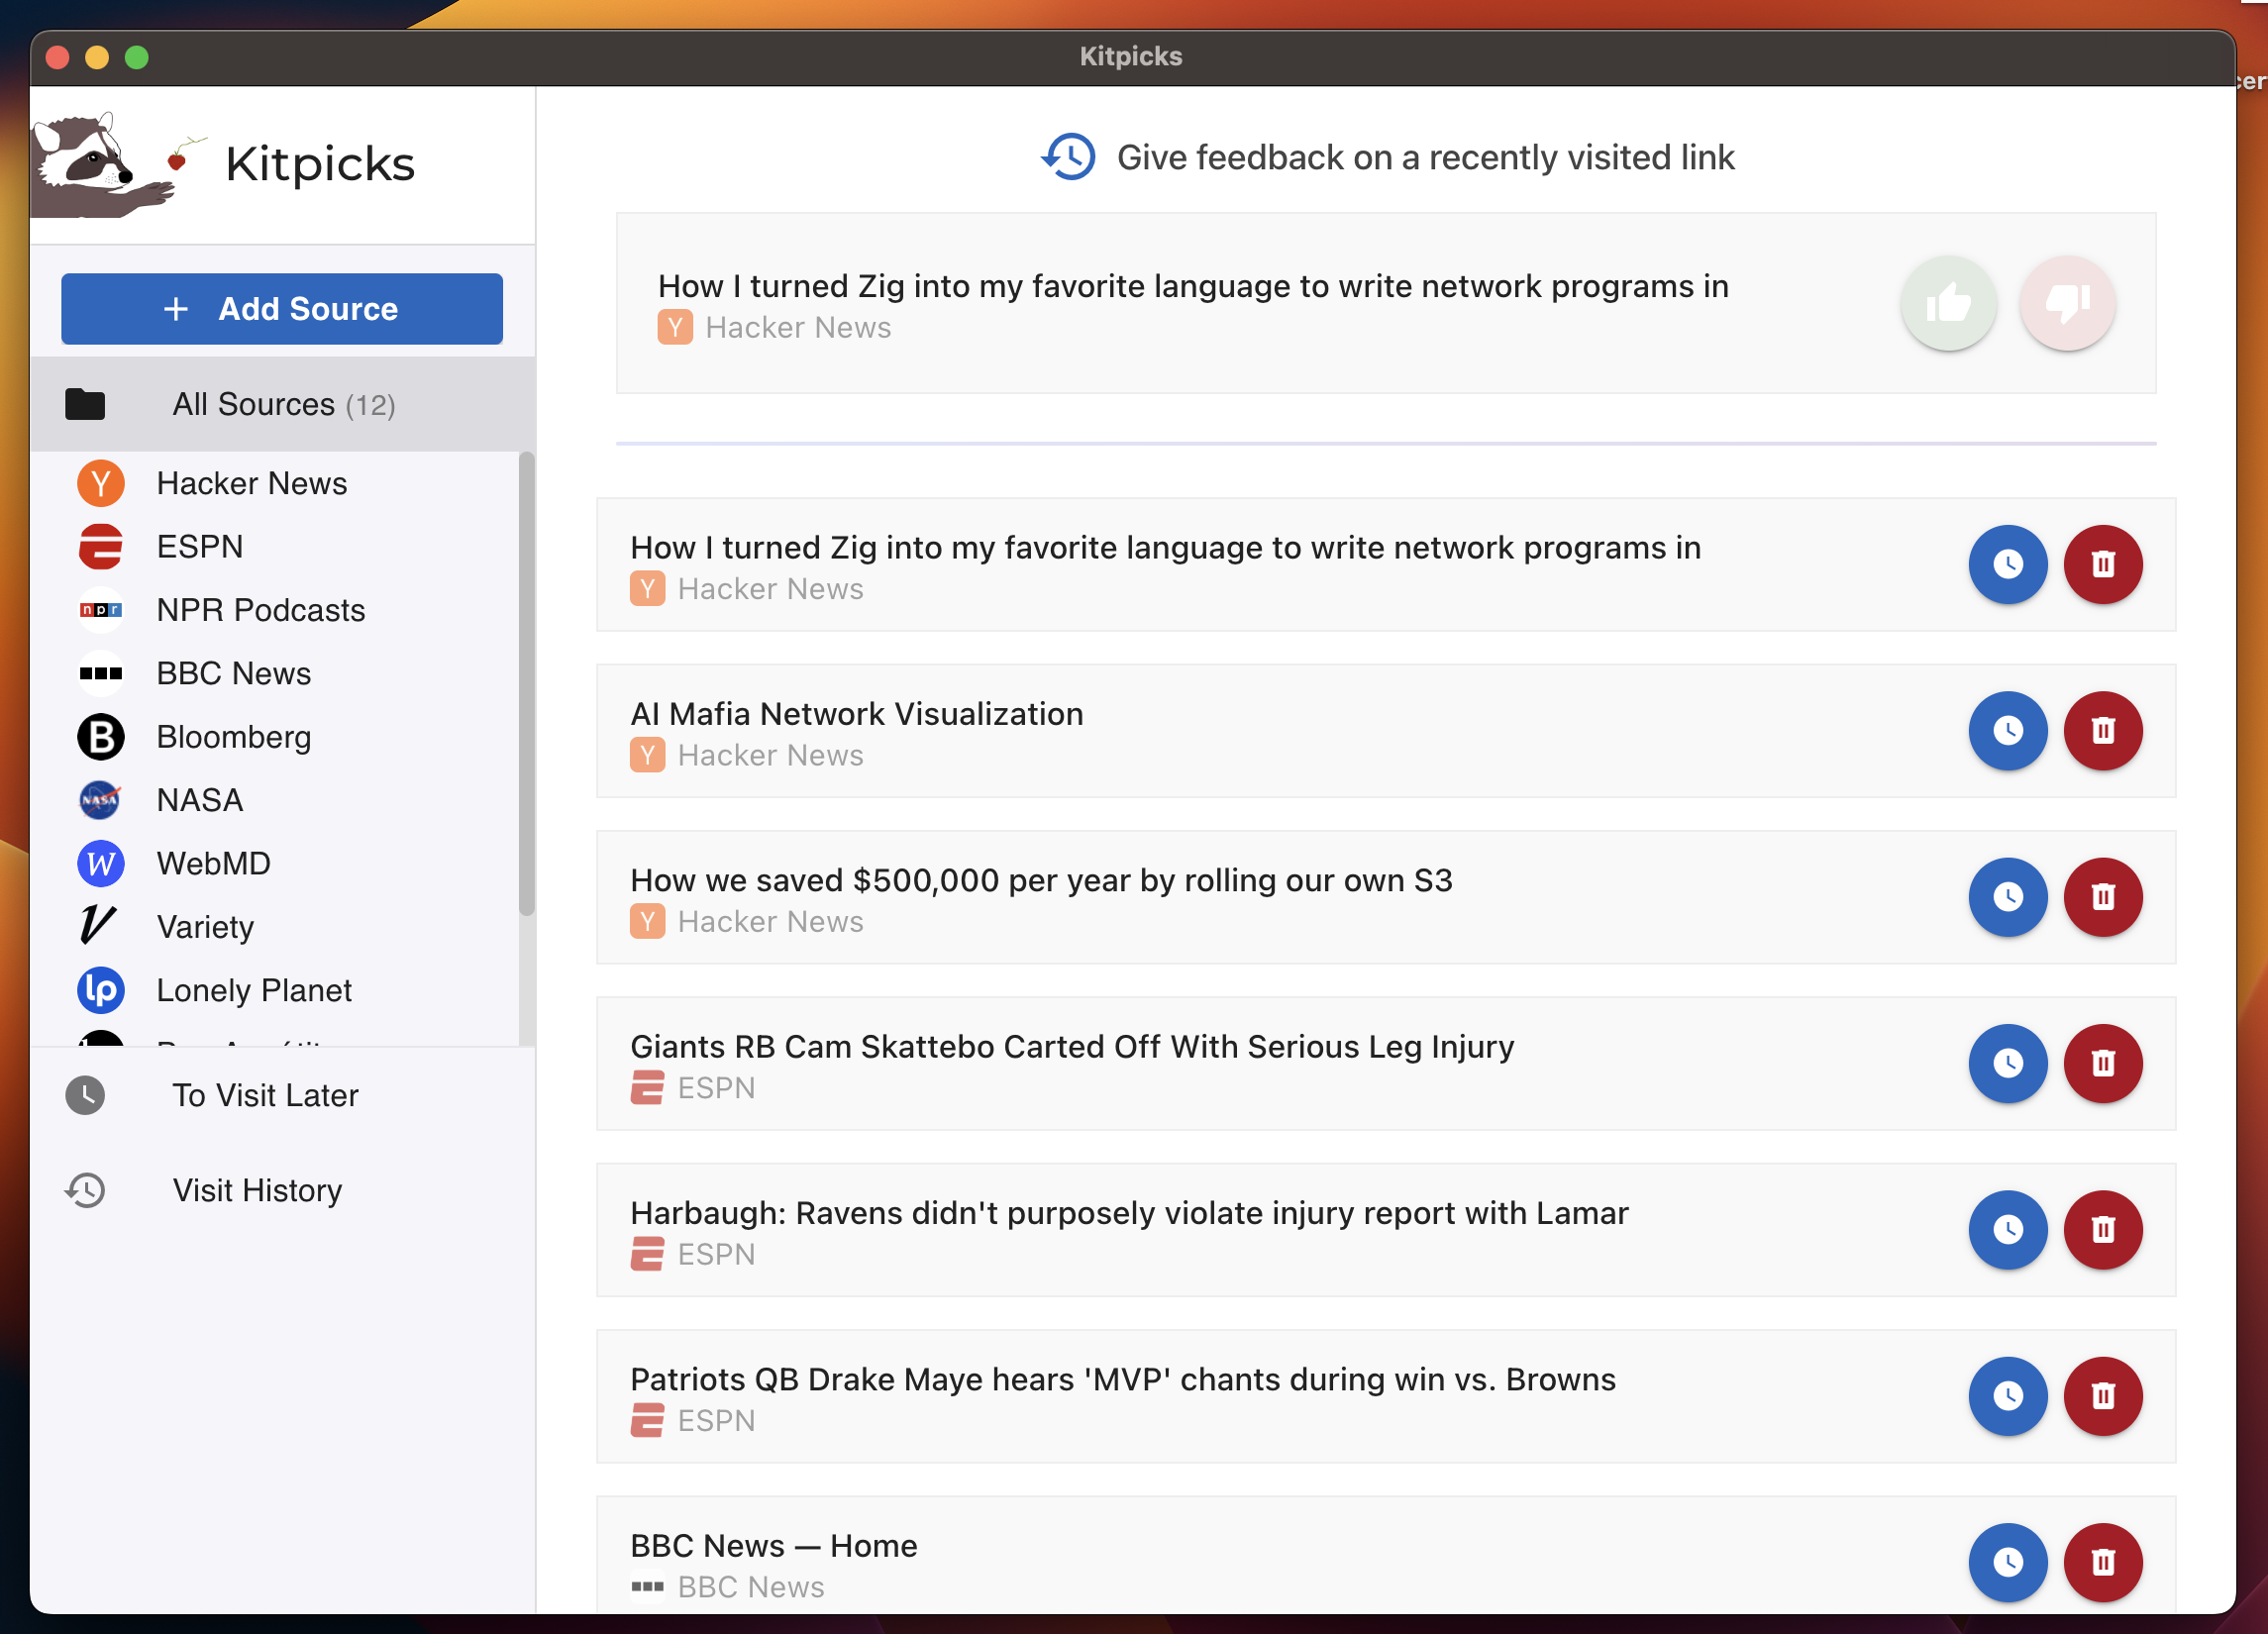 cer
Kitpicks
Kitpicks
+ Add Source
All Sources (12)
Y Hacker News
ESPN
npr NPR Podcasts
BBC News
B Bloomberg
NASA NASA
W WebMD
V Variety
lp Lonely Planet
To Visit Later
Visit History
Give feedback on a recently visited link
How I turned Zig into my favorite language to write network programs in
Y Hacker News
How I turned Zig into my favorite language to write network programs in
Y Hacker News
AI Mafia Network Visualization
Y Hacker News
How we saved $500,000 per year by rolling our own S3
Y Hacker News
Giants RB Cam Skattebo Carted Off With Serious Leg Injury
ESPN
Harbaugh: Ravens didn't purposely violate injury report with Lamar
ESPN
Patriots QB Drake Maye hears 'MVP' chants during win vs. Browns
ESPN
BBC News — Home
BBC News